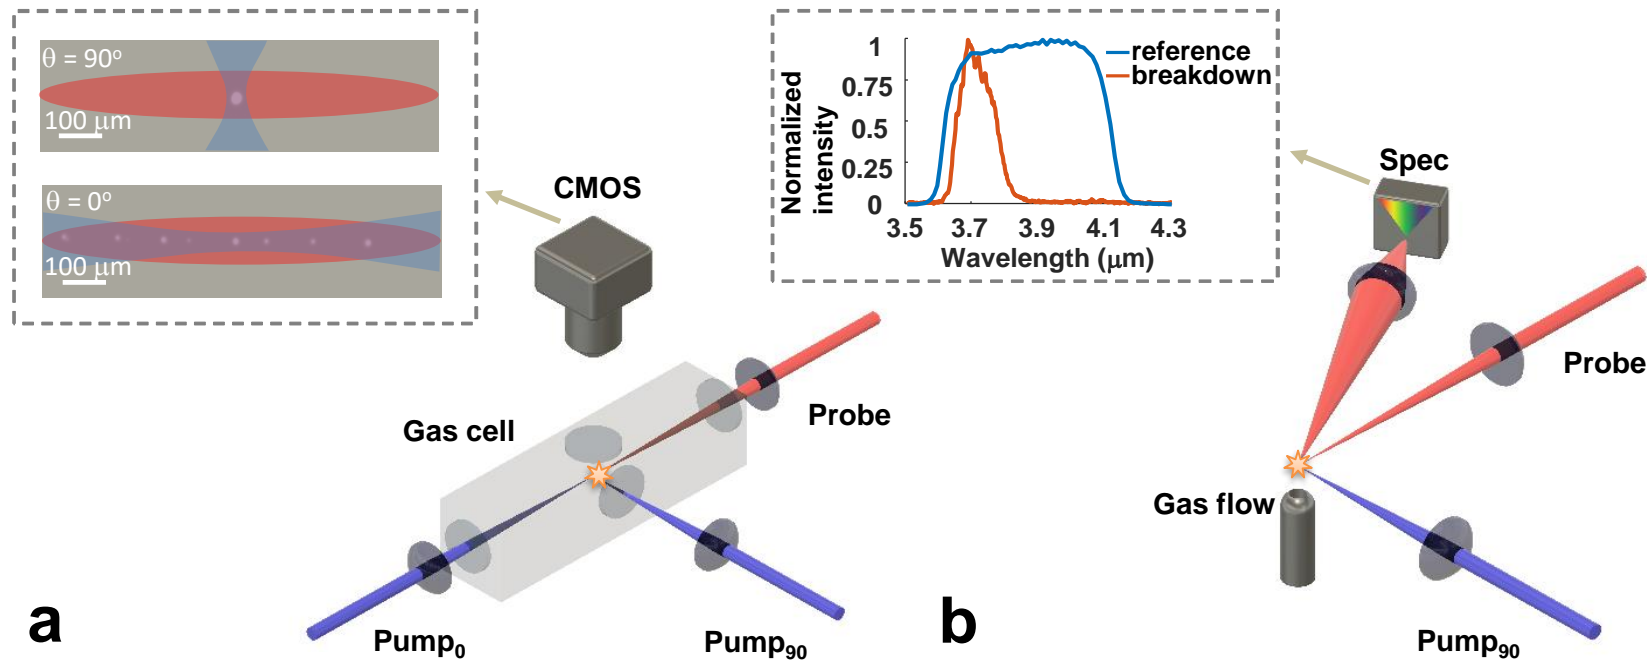 θ = 90°
100 μm
θ = 0°
100 μm
CMOS
Gas cell
Probe
Pump0
Pump90
a
Normalized
intensity
1
0.75
0.5
0.25
0
3.5 3.7 3.9 4.1 4.3
Wavelength (μm)
reference
breakdown
Spec
Probe
Gas flow
Pump90
b